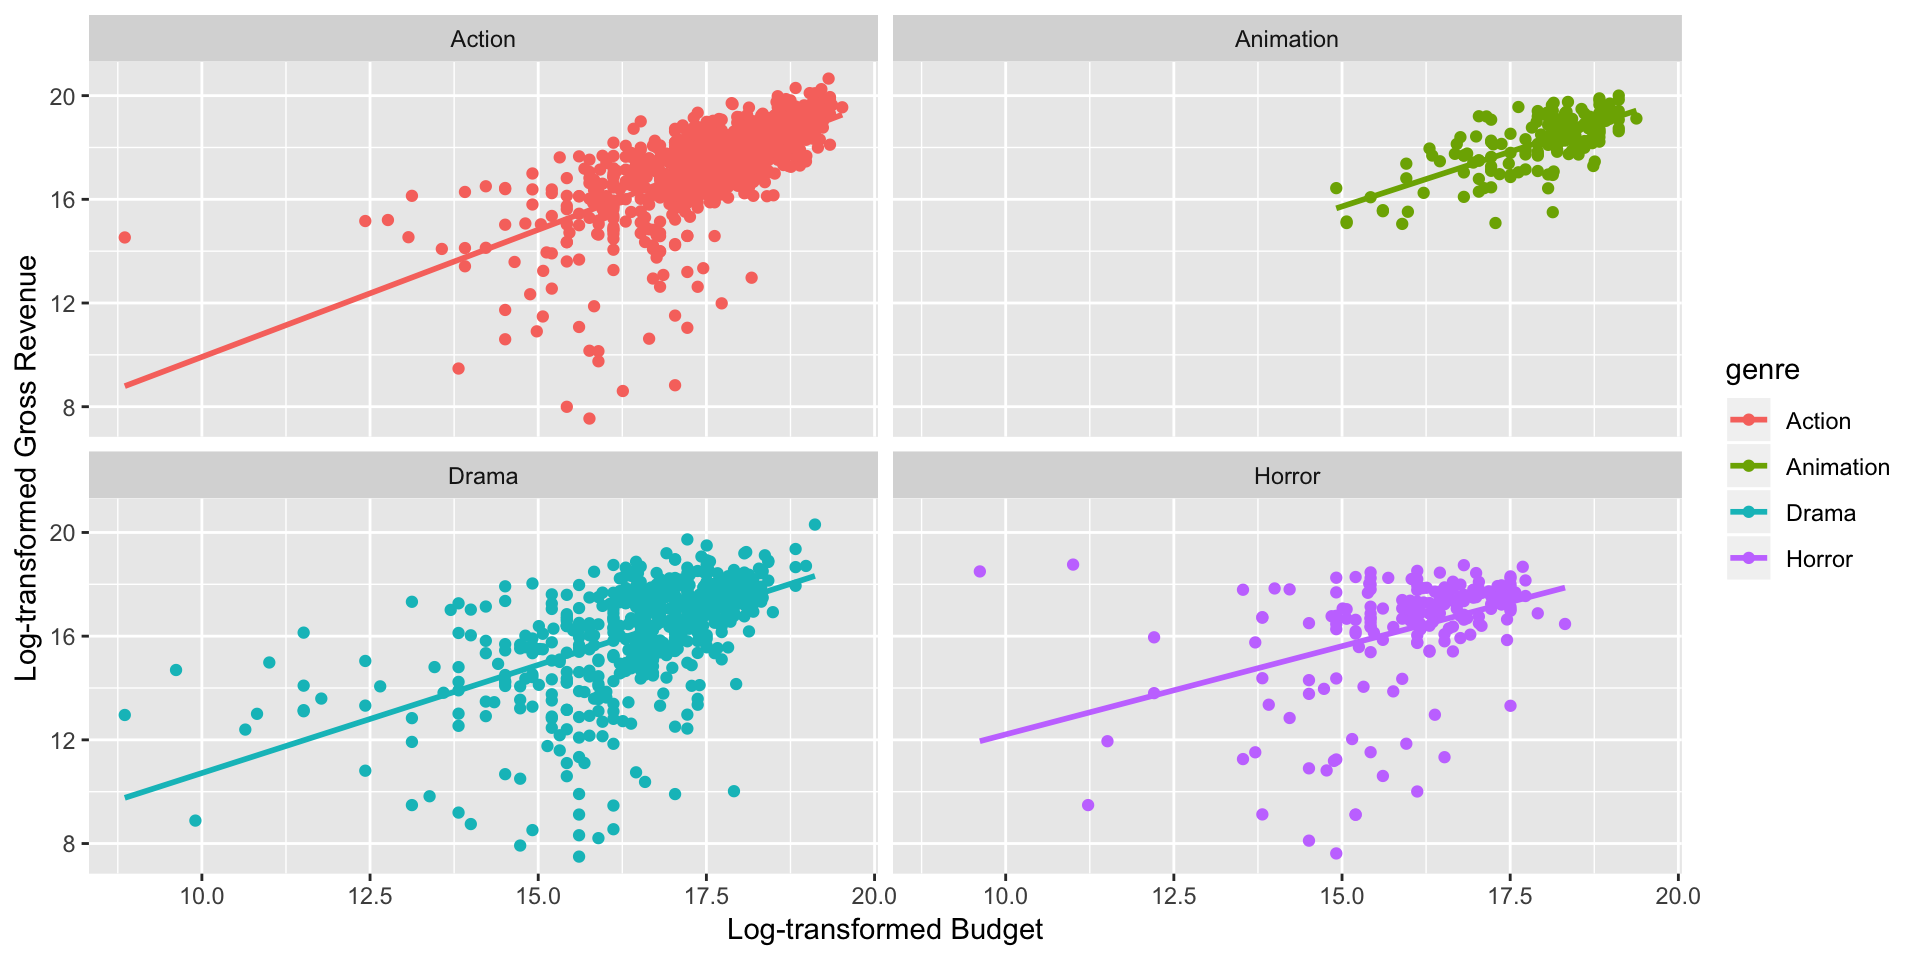 Action
Animation
20
16
12
8
Drama
Horror
20
16
12
8
10.0 12.5 15.0 17.5 20.0 10.0 12.5 15.0 17.5 20.0
Log-transformed Budget
Log-transformed Gross Revenue
genre
Action
Animation
Drama
Horror